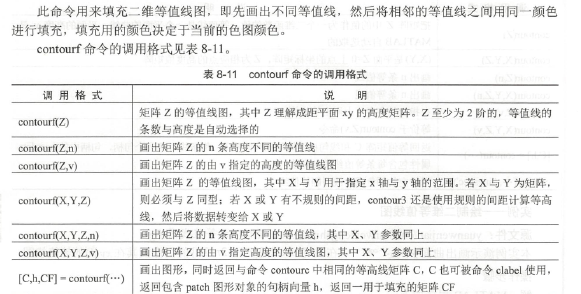 此命令用来填充二维等值线图，即先画出不同等值线，然后将相邻的等值线之间用同一颜色
进行填充，填充用的颜色决定于当前的色图颜色。
contourf 命令的调用格式见表 8-11。
表 8-11 contourf 命令的调用格式
调 用 格 式 说 明
contourf(Z) 矩阵 Z 的等值线图，其中 Z 理解成距平面 xy 的高度矩阵。Z 至少为 2 阶的，等值线的
条数与高度是自动选择的
contourf(Z,n) 画出矩阵 Z 的 n 条高度不同的等值线
contourf(Z,v) 画出矩阵 Z 的由 v 指定的高度的等值线图
contourf(X,Y,Z) 画出矩阵 Z 的等值线图，其中 X 与 Y 用于指定 x 轴与 y 轴的范围。若 X 与 Y 为矩阵，
则必须与 Z 同型；若 X 或 Y 有不规则的间距，contour3 还是使用规则的间距计算等高
线，然后将数据转变给 X 或 Y
contourf(X,Y,Z,n) 画出矩阵 Z 的 n 条高度不同的等值线，其中 X、Y 参数同上
contourf(X,Y,Z,v) 画出矩阵 Z 的由 v 指定高度的等值线图，其中 X、Y 参数同上
[C,h,CF] = contourf(…) 画出图形，同时返回与命令 contourc 中相同的等高线矩阵 C，C 也可被命令 clabel 使用，
返回包含 patch 图形对象的句柄向量 h，返回一用于填充的矩阵 CF